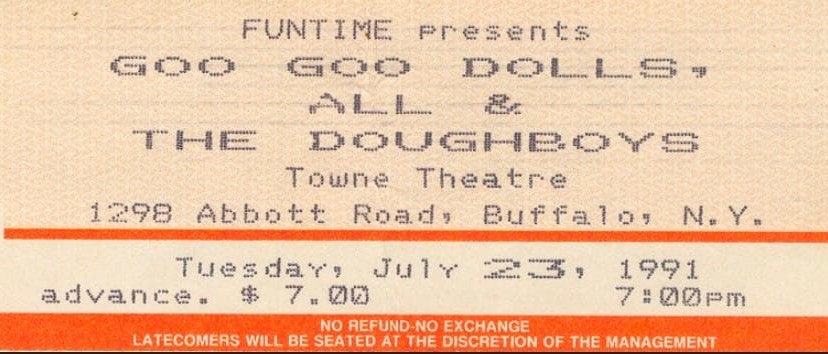 FUNTIME presents
GOO GOO DOLLS,
ALL &
THE DOUGHBOYS
Towne Theatre
1298 Abbott Road, Buffalo, N.Y.
Tuesday, July 23, 1991
advance. $ 7.00 7:00pm
NO REFUND-NO EXCHANGE
LATECOMERS WILL BE SEATED AT THE DISCRETION OF THE MANAGEMENT